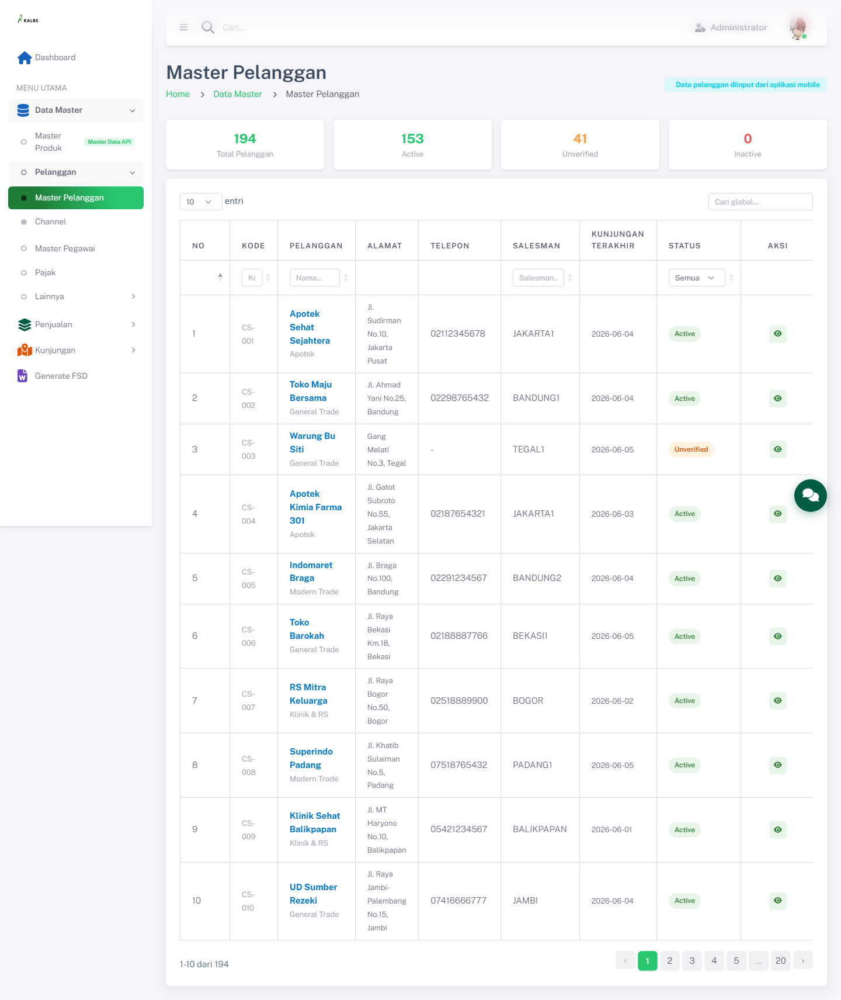 KALBE
Dashboard
MENU UTAMA
Data Master
Master
Produk
Master Data API
Pelanggan
Master Pelanggan
Channel
Master Pegawai
Pajak
Lainnya
Penjualan
Kunjungan
Generate FSD
Cari...
Administrator
Master Pelanggan
Home > Data Master > Master Pelanggan
Data pelanggan diinput dari aplikasi mobile
194
Total Pelanggan
153
Active
41
Unverified
0
Inactive
10 entri
Cari global...
NO KODE PELANGGAN ALAMAT TELEPON SALESMAN KUNJUNGAN TERAKHIR STATUS AKSI
Nama... Salesman.. Semua
1
CS-
001
Apotek
Sehat
Sejahtera
Apotek
Jl.
Sudirman
No.10,
Jakarta
Pusat
02112345678
JAKARTA1
2026-06-04
Active
2
CS-
002
Toko Maju
Bersama
General Trade
Jl. Ahmad
Yani No.25,
Bandung
02298765432
BANDUNG1
2026-06-04
Active
3
CS-
003
Warung Bu
Siti
General Trade
Gang
Melati
No.3, Tegal
-
TEGAL1
2026-06-05
Unverified
4
CS-
004
Apotek
Kimia Farma
301
Apotek
Jl. Gatot
Subroto
No.55,
Jakarta
Selatan
02187654321
JAKARTA1
2026-06-03
Active
5
CS-
005
Indomaret
Braga
Modern Trade
Jl. Braga
No.100,
Bandung
02291234567
BANDUNG2
2026-06-04
Active
6
CS-
006
Toko
Barokah
General Trade
Jl. Raya
Bekasi
Km.18,
Bekasi
02188887766
BEKASI1
2026-06-05
Active
7
CS-
007
RS Mitra
Keluarga
Klinik & RS
Jl. Raya
Bogor
No.50,
Bogor
02518889900
BOGOR
2026-06-02
Active
8
CS-
008
Superindo
Padang
Modern Trade
Jl. Khatib
Sulaiman
No.5,
Padang
07518765432
PADANG1
2026-06-05
Active
9
CS-
009
Klinik Sehat
Balikpapan
Klinik & RS
Jl. MT
Haryono
No.10,
Balikpapan
05421234567
BALIKPAPAN
2026-06-01
Active
10
CS-
010
UD Sumber
Rezeki
General Trade
Jl. Raya
Jambi-
Palembang
No.15,
Jambi
07416666777
JAMBI
2026-06-04
Active
1-10 dari 194
‹ 1 2 3 4 5 ... 20 ›